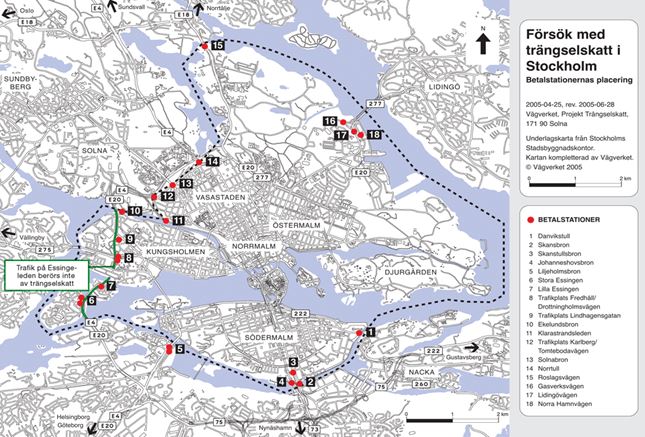 Oslo
E18
E4
Sundsvall
Norrtälje
N
SUNDBY-
BERG
15
LIDINGÖ
277
16
17
18
E4
SOLNA
14
E20
277
13
12
VASASTADEN
E20
10
11
ÖSTERMALM
Vällingby
275
9
KUNGSHOLMEN
NORRMALM
8
DJURGÅRDEN
Trafik på Essinge-
leden berörs inte
av trängselskatt
7
6
E4
E20
1
SÖDERMALM
222
5
222
Gustavsberg
3
NACKA
4
2
75
260
E4
E20
Helsingborg
Göteborg
75
Nynäshamn
73
0
1
2 km
Försök med
trängselskatt i
Stockholm
Betalstationernas placering
2005-04-25, rev. 2005-06-28
Vägverket, Projekt Trängselskatt,
171 90 Solna
Underlagskarta från Stockholms
Stadsbyggnadskontor.
Kartan kompletterad av Vägverket.
© Vägverket 2005
0 1 2 km
BETALSTATIONER
1 Danvikstull
2 Skansbron
3 Skanstullsbron
4 Johanneshovsbron
5 Liljeholmsbron
6 Stora Essingen
7 Lilla Essingen
8 Trafikplats Fredhäll/
Drottningholmsvägen
9 Trafikplats Lindhagensgatan
10 Ekelundsbron
11 Klarastrandsleden
12 Trafikplats Karlberg/
Tomtebodavägen
13 Solnabron
14 Norrtull
15 Roslagsvägen
16 Gasverksvägen
17 Lidingövägen
18 Norra Hamnvägen